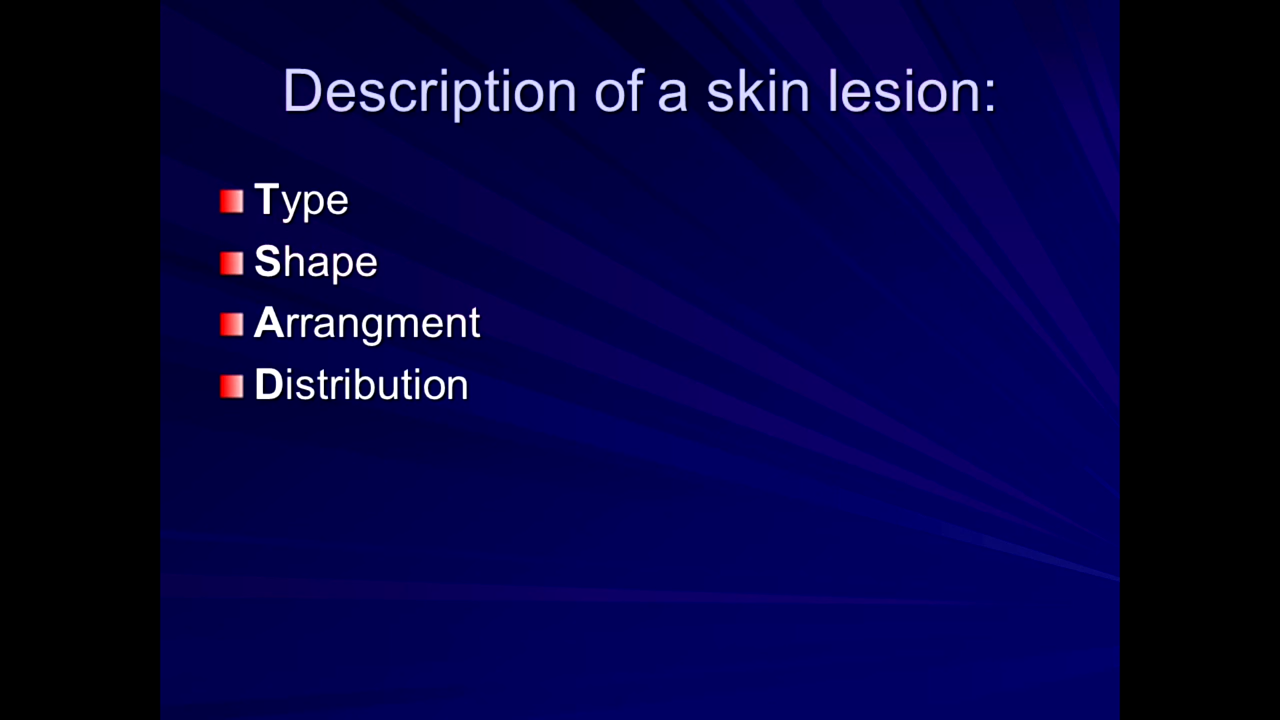 Description of a skin lesion:
Type
Shape
Arrangment
Distribution